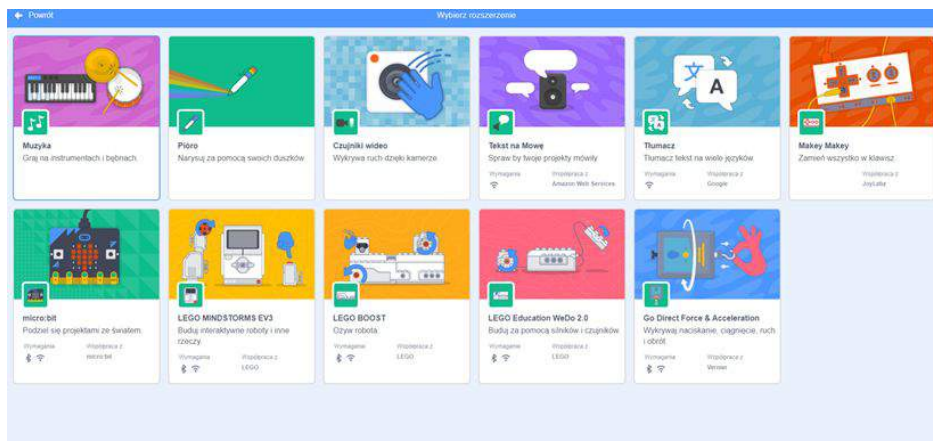 Powrót
Wybierz rozszerzenie
Muzyka
Graj na instrumentach i bębnach.
Pióro
Narysuj za pomocą swoich duszków.
Czujniki wideo
Wykrywa ruch dzięki kamerze.
Tekst na Mowę
Spraw by twoje projekty mówiły
Wymaganie
Współpraca z
Amazon Web Services
Tłumacz
Tłumacz tekst na wiele języków.
Wymaganie
Współpraca z
Google
Makey Makey
Zamień wszystko w klawisz.
Współpraca z
JoyLabz
文
A
micro:bit
Podziel się projektami ze światem.
Wymagania
Współpraca z
micro:bit
LEGO MINDSTORMS EV3
Buduj interaktywne roboty i inne
rzeczy.
Wymagania
Współpraca z
LEGO
LEGO BOOST
Ożyw robota.
Wymagania
Współpraca z
LEGO
LEGO Education WeDo 2.0
Buduj za pomocą silników i czujników.
Wymagania
Współpraca z
LEGO
Go Direct Force & Acceleration
Wykrywaj naciskanie, ciągnięcie, ruch
i obrót.
Wymagania
Współpraca z
Vernier